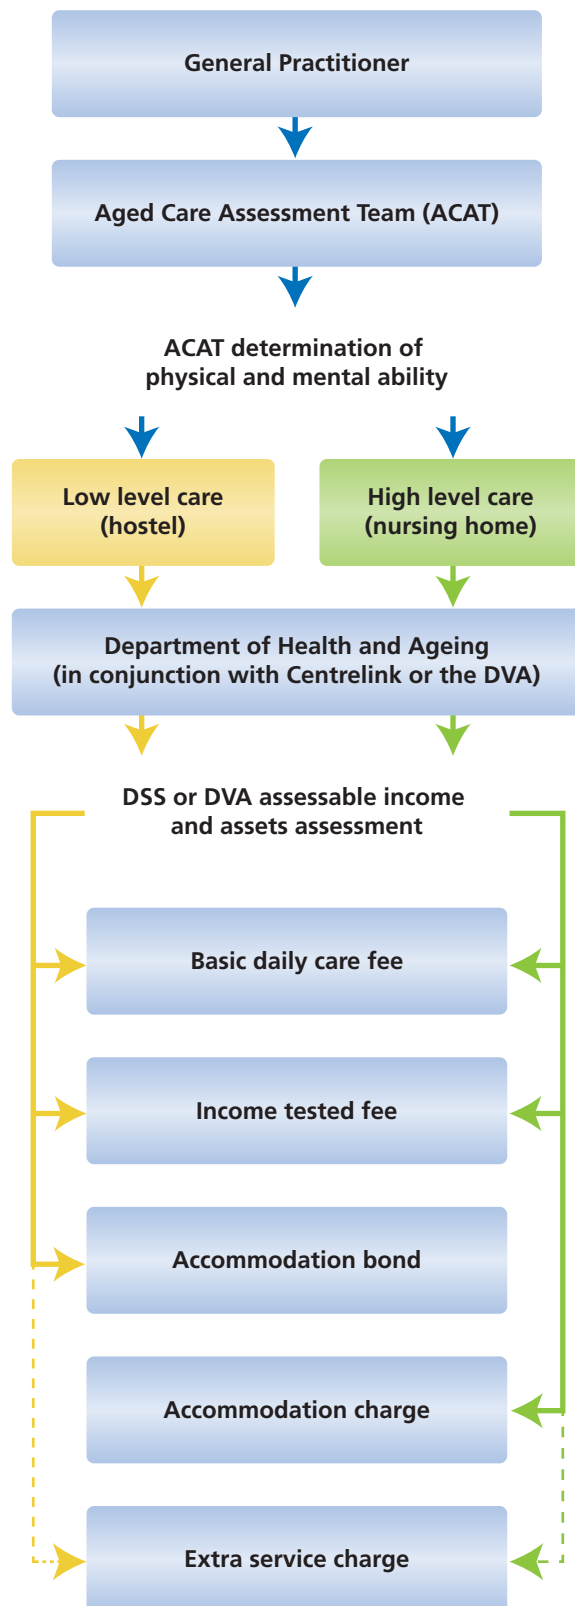 General Practitioner
Aged Care Assessment Team (ACAT)
ACAT determination of
physical and mental ability
Low level care
(hostel)
High level care
(nursing home)
Department of Health and Ageing
(in conjunction with Centrelink or the DVA)
DSS or DVA assessable income
and assets assessment
Basic daily care fee
Income tested fee
Accommodation bond
Accommodation charge
Extra service charge